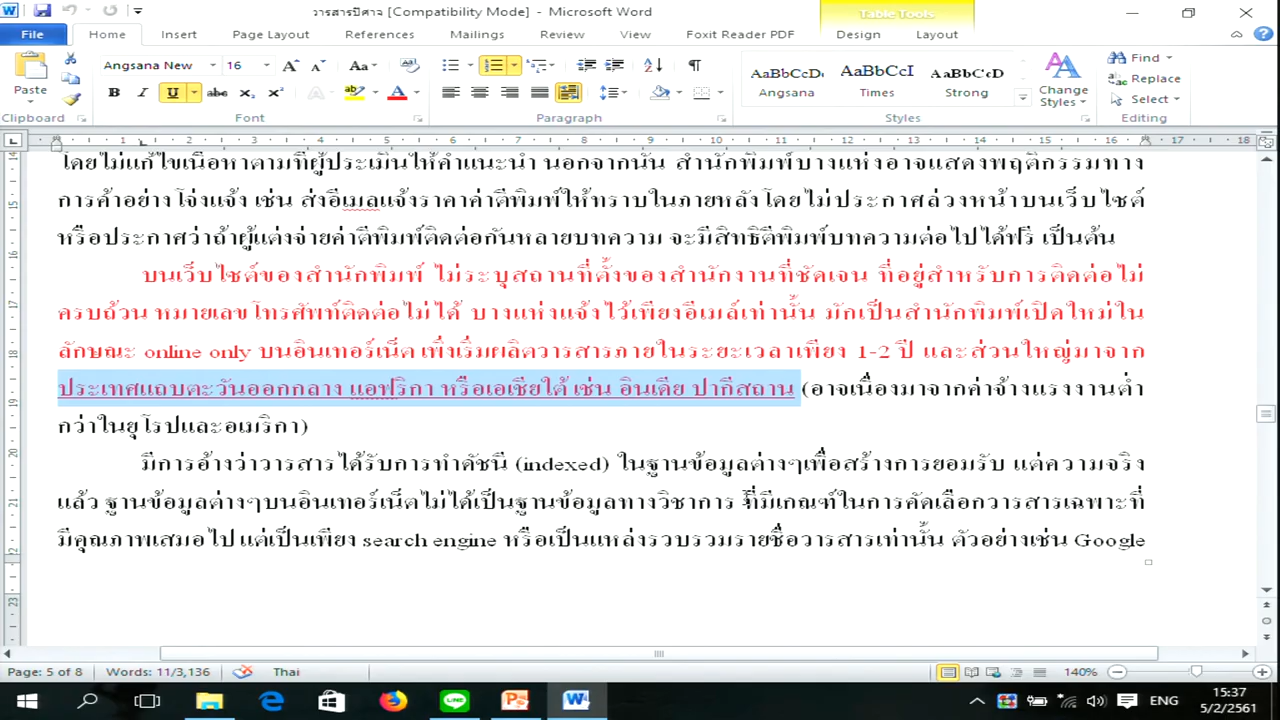 วารสารปีศาจ [Compatibility Mode] - Microsoft Word
Table Tools
File Home Insert Page Layout References Mailings Review View Foxit Reader PDF Design Layout
Angsana New 16
Paste
AaBbCcD AaBbCcI AaBbCcD
Angsana Times Strong
Change Styles
Find
Replace
Select
Clipboard Font Paragraph Styles Editing
โดยไม่แก้ไขเนื้อหาตามที่ผู้ประเมินให้คำแนะนำ นอกจากนั้น สำนักพิมพ์บางแห่งอาจแสดงพฤติกรรมทาง
การค้าอย่างโจ่งแจ้ง เช่น ส่งอีเมลแจ้งราคาค่าตีพิมพ์ให้ทราบในภายหลังโดยไม่ประกาศล่วงหน้าบนเว็บไซต์
หรือประกาศว่าถ้าผู้แต่งจ่ายค่าตีพิมพ์ติดต่อกันหลายบทความ จะมีสิทธิตีพิมพ์บทความต่อไปได้ฟรี เป็นต้น
บนเว็บไซต์ของสำนักพิมพ์ ไม่ระบุสถานที่ตั้งของสำนักงานที่ชัดเจน ที่อยู่สำหรับการติดต่อไม่
ครบถ้วน หมายเลขโทรศัพท์ติดต่อไม่ได้ บางแห่งแจ้งไว้เพียงอีเมล์เท่านั้น มักเป็นสำนักพิมพ์เปิดใหม่ใน
ลักษณะ online only บนอินเทอร์เน็ต เพิ่งเริ่มผลิตวารสารภายในระยะเวลาเพียง 1-2 ปี และส่วนใหญ่มาจาก
ประเทศแถบตะวันออกกลาง แอฟริกา หรือเอเชียใต้ เช่น อินเดีย ปากีสถาน (อาจเนื่องมาจากค่าจ้างแรงงานต่ำ
กว่าในยุโรปและอเมริกา)
มีการอ้างว่าวารสารได้รับการทำดัชนี (indexed) ในฐานข้อมูลต่างๆเพื่อสร้างการยอมรับ แต่ความจริง
แล้ว ฐานข้อมูลต่างๆบนอินเทอร์เน็ตไม่ได้เป็นฐานข้อมูลทางวิชาการ ที่มีเกณฑ์ในการคัดเลือกวารสารเฉพาะที่
มีคุณภาพเสมอไป แต่เป็นเพียง search engine หรือเป็นแหล่งรวบรวมรายชื่อวารสารเท่านั้น ตัวอย่างเช่น Google
Page: 5 of 8 Words: 11/3,136 Thai 140%
ENG 15:37
5/2/2561